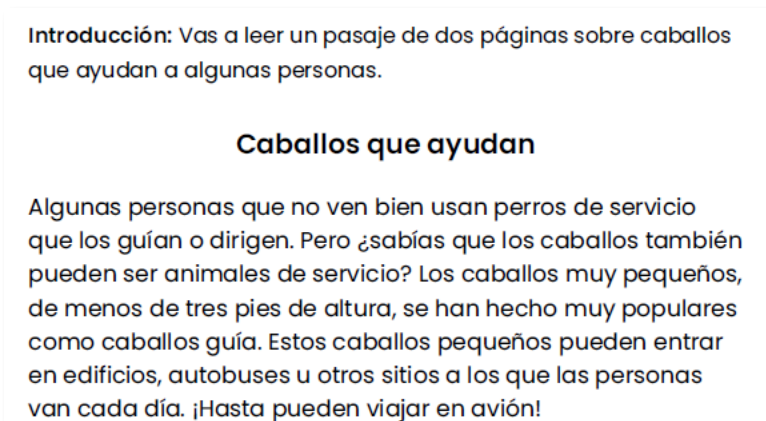 Introducción: Vas a leer un pasaje de dos páginas sobre caballos
que ayudan a algunas personas.
Caballos que ayudan
Algunas personas que no ven bien usan perros de servicio
que los guían o dirigen. Pero ¿sabías que los caballos también
pueden ser animales de servicio? Los caballos muy pequeños,
de menos de tres pies de altura, se han hecho muy populares
como caballos guía. Estos caballos pequeños pueden entrar
en edificios, autobuses u otros sitios a los que las personas
van cada día. ¡Hasta pueden viajar en avión!